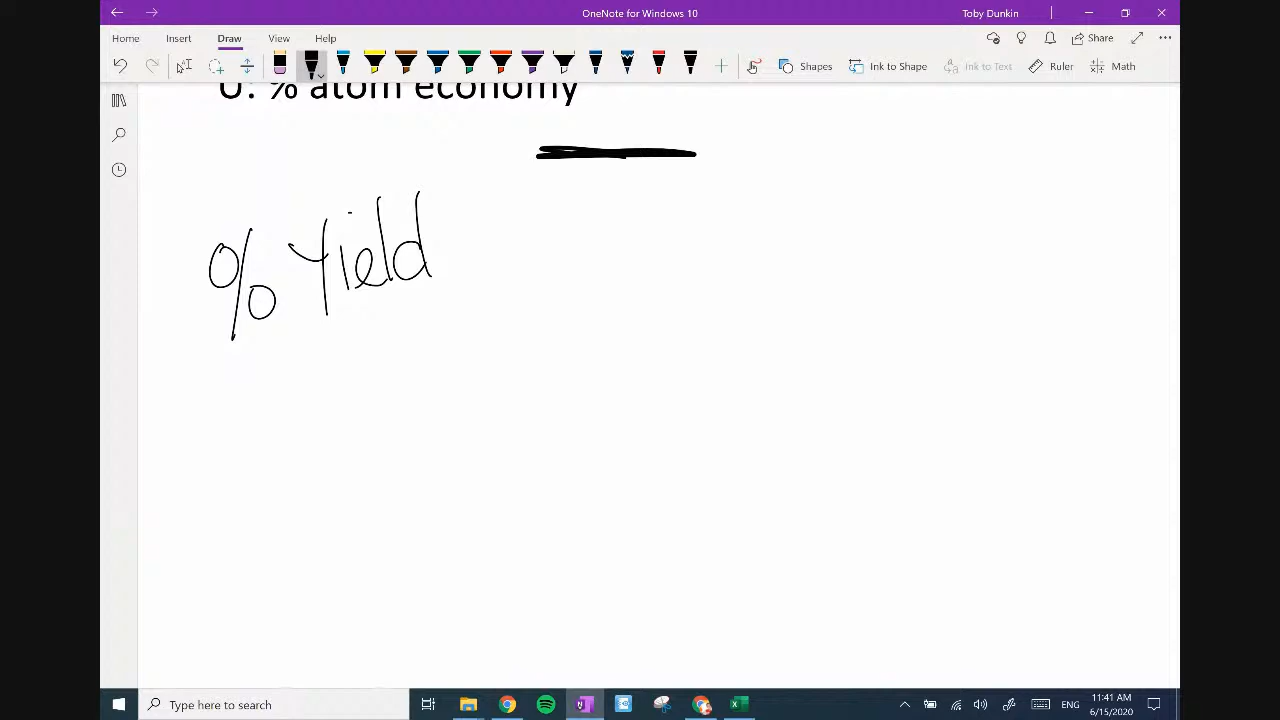 OneNote for Windows 10
Toby Dunkin
Home Insert Draw View Help
Share
Shapes Ink to Shape Ink to Text Ruler Math
U: % atom economy
% Yield
Type here to search
ENG
11:41 AM
6/15/2020